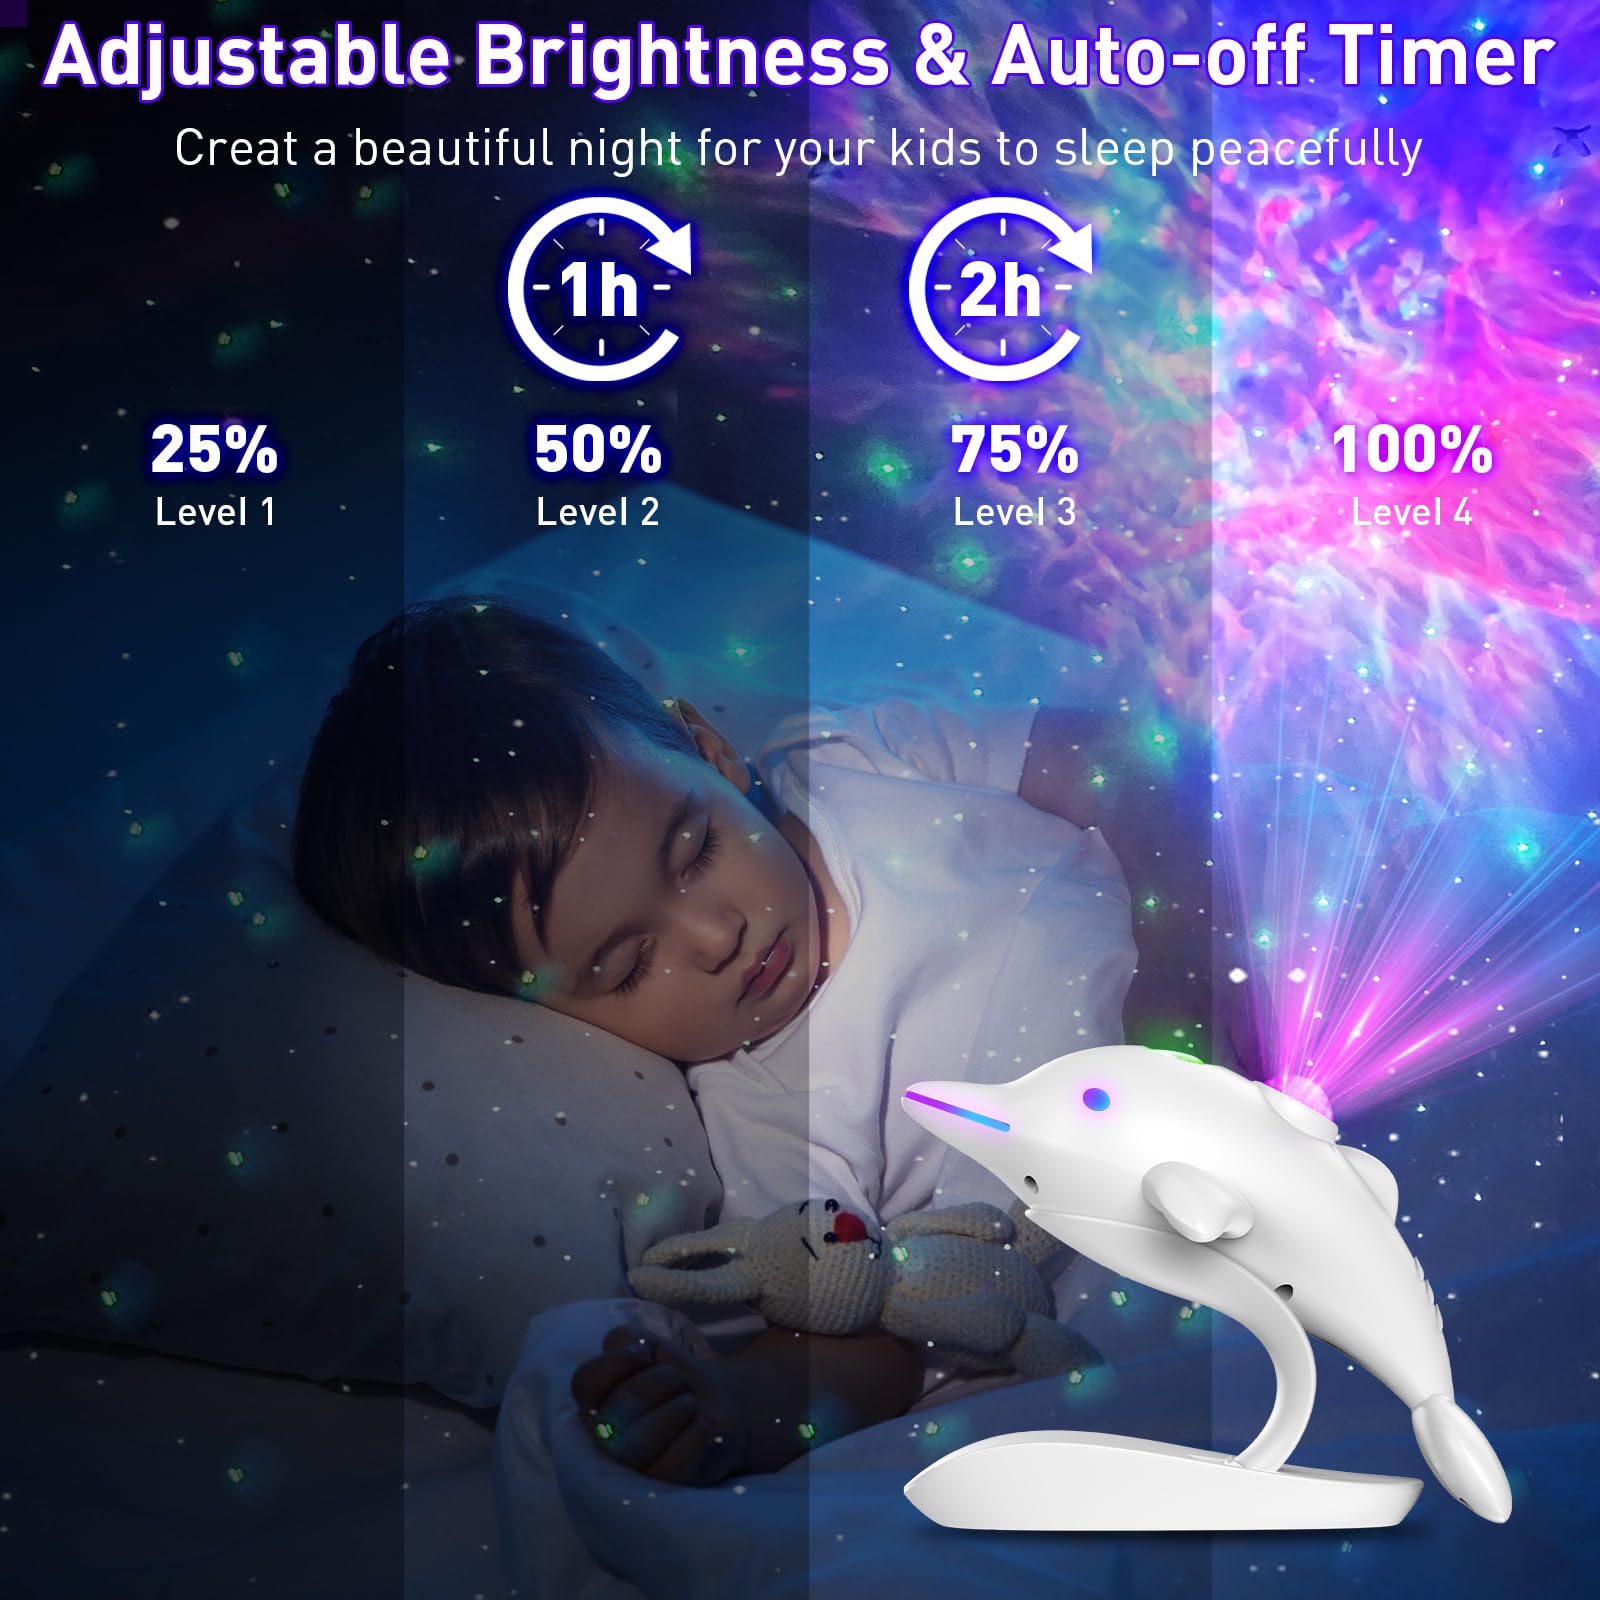 Adjustable Brightness & Auto-off Timer
Creat a beautiful night for your kids to sleep peacefully
1h
2h
25%
50%
75%
100%
Level 1
Level 2
Level 3
Level 4